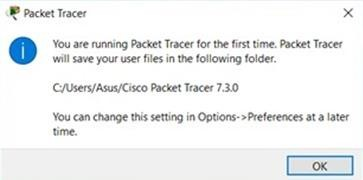 Packet Tracer
You are running Packet Tracer for the first time. Packet Tracer
will save your user files in the following folder.
C:/Users/Asus/Cisco Packet Tracer 7.3.0
You can change this setting in Options->Preferences at a later
time.
OK